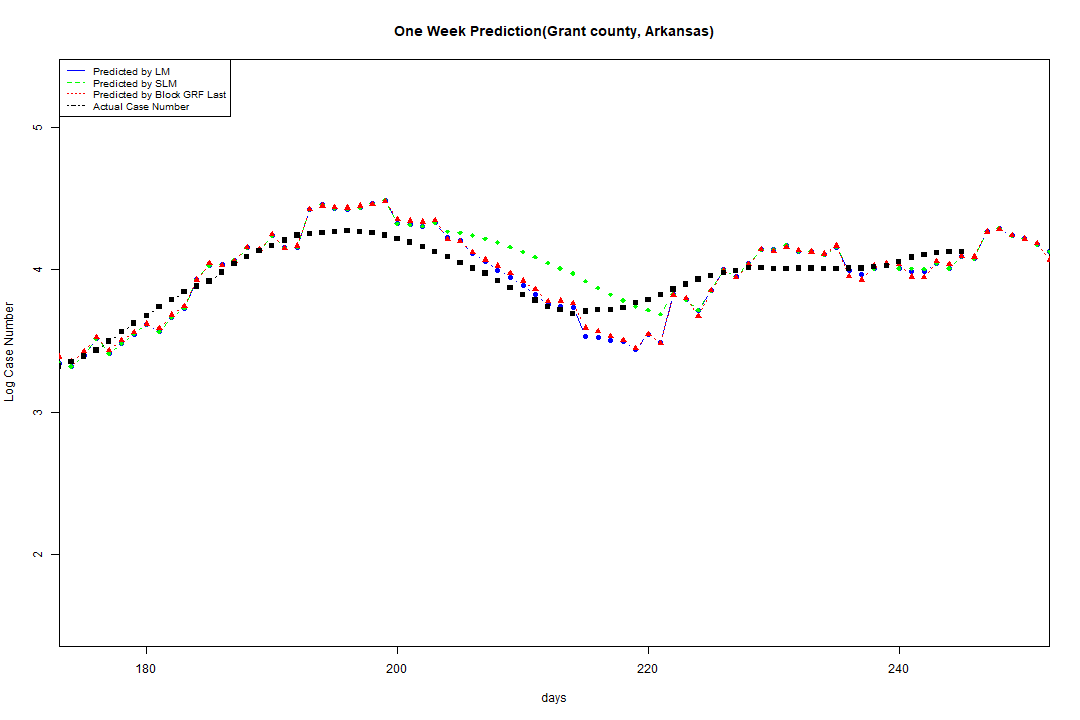 One Week Prediction(Grant county, Arkansas)
Predicted by LM
Predicted by SLM
Predicted by Block GRF Last
Actual Case Number
5
4
3
2
Log Case Number
180
200
220
240
days